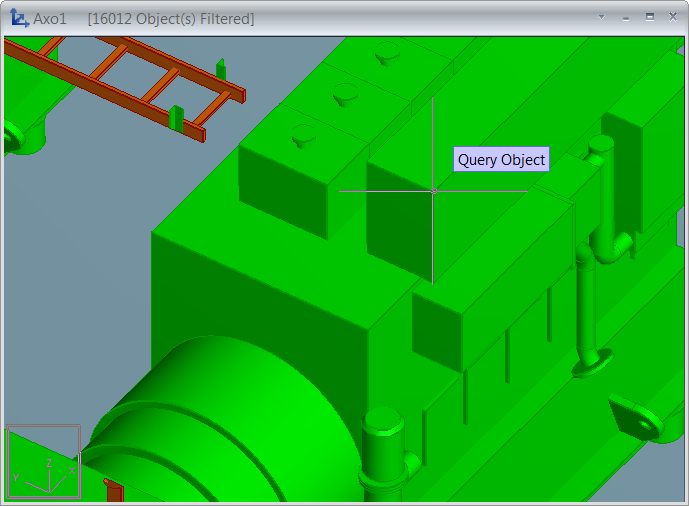 Axo1 [16012 Object(s) Filtered]
Query Object
Z
Y X